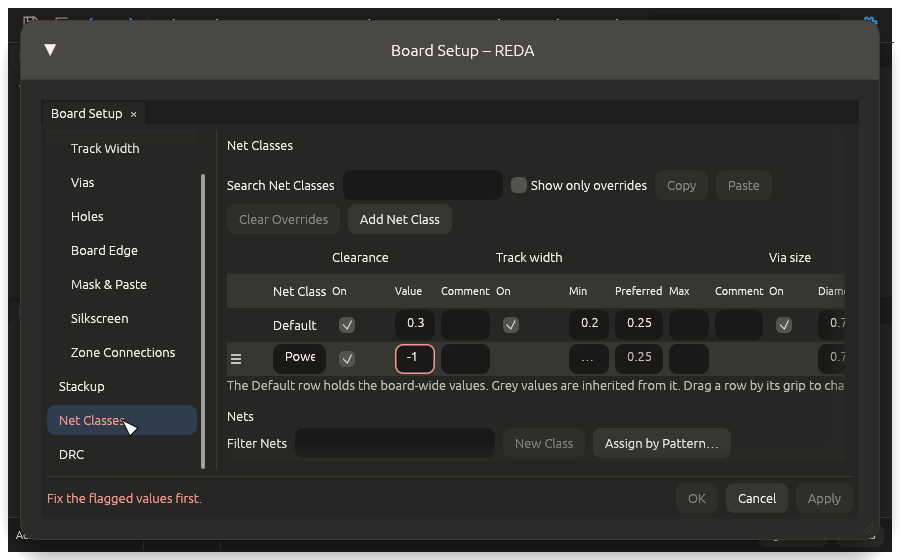 Board Setup – REDA
Board Setup ×
Track Width
Vias
Holes
Board Edge
Mask & Paste
Silkscreen
Zone Connections
Stackup
Net Classes
DRC
Net Classes
Search Net Classes Show only overrides Copy Paste
Clear Overrides Add Net Class
Clearance Track width Via size
Net Class On Value Comment On Min Preferred Max Comment On Diam
Default 0.3 0.2 0.25 0.7
Powe -1 ... 0.25 0.7
The Default row holds the board-wide values. Grey values are inherited from it. Drag a row by its grip to cha
Nets
Filter Nets New Class Assign by Pattern...
Fix the flagged values first.
OK Cancel Apply